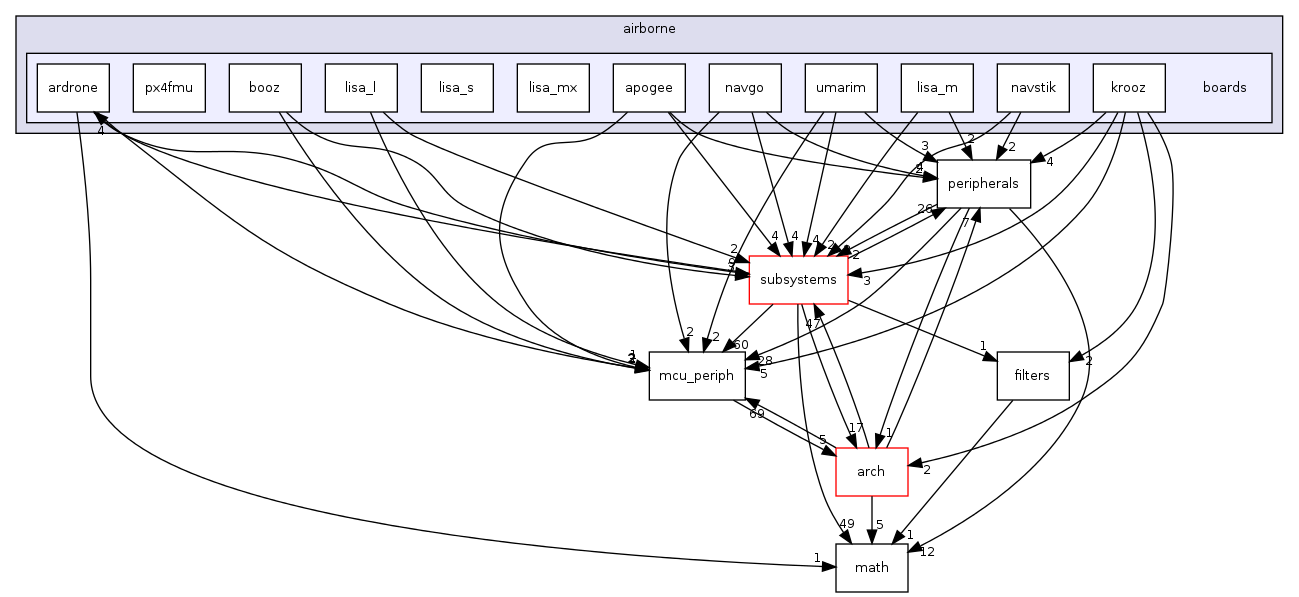 airborne
ardrone px4fmu booz lisa_l lisa_s lisa_mx apogee navgo umarim lisa_m navstik krooz boards
4
3 2 2 4
peripherals
26 7
4 4 4 2 2
2
subsystems
3
47
2 2 60 1
28 2
5
mcu_periph filters
69 5 17 1
arch 2
49 5 1
12
1 math